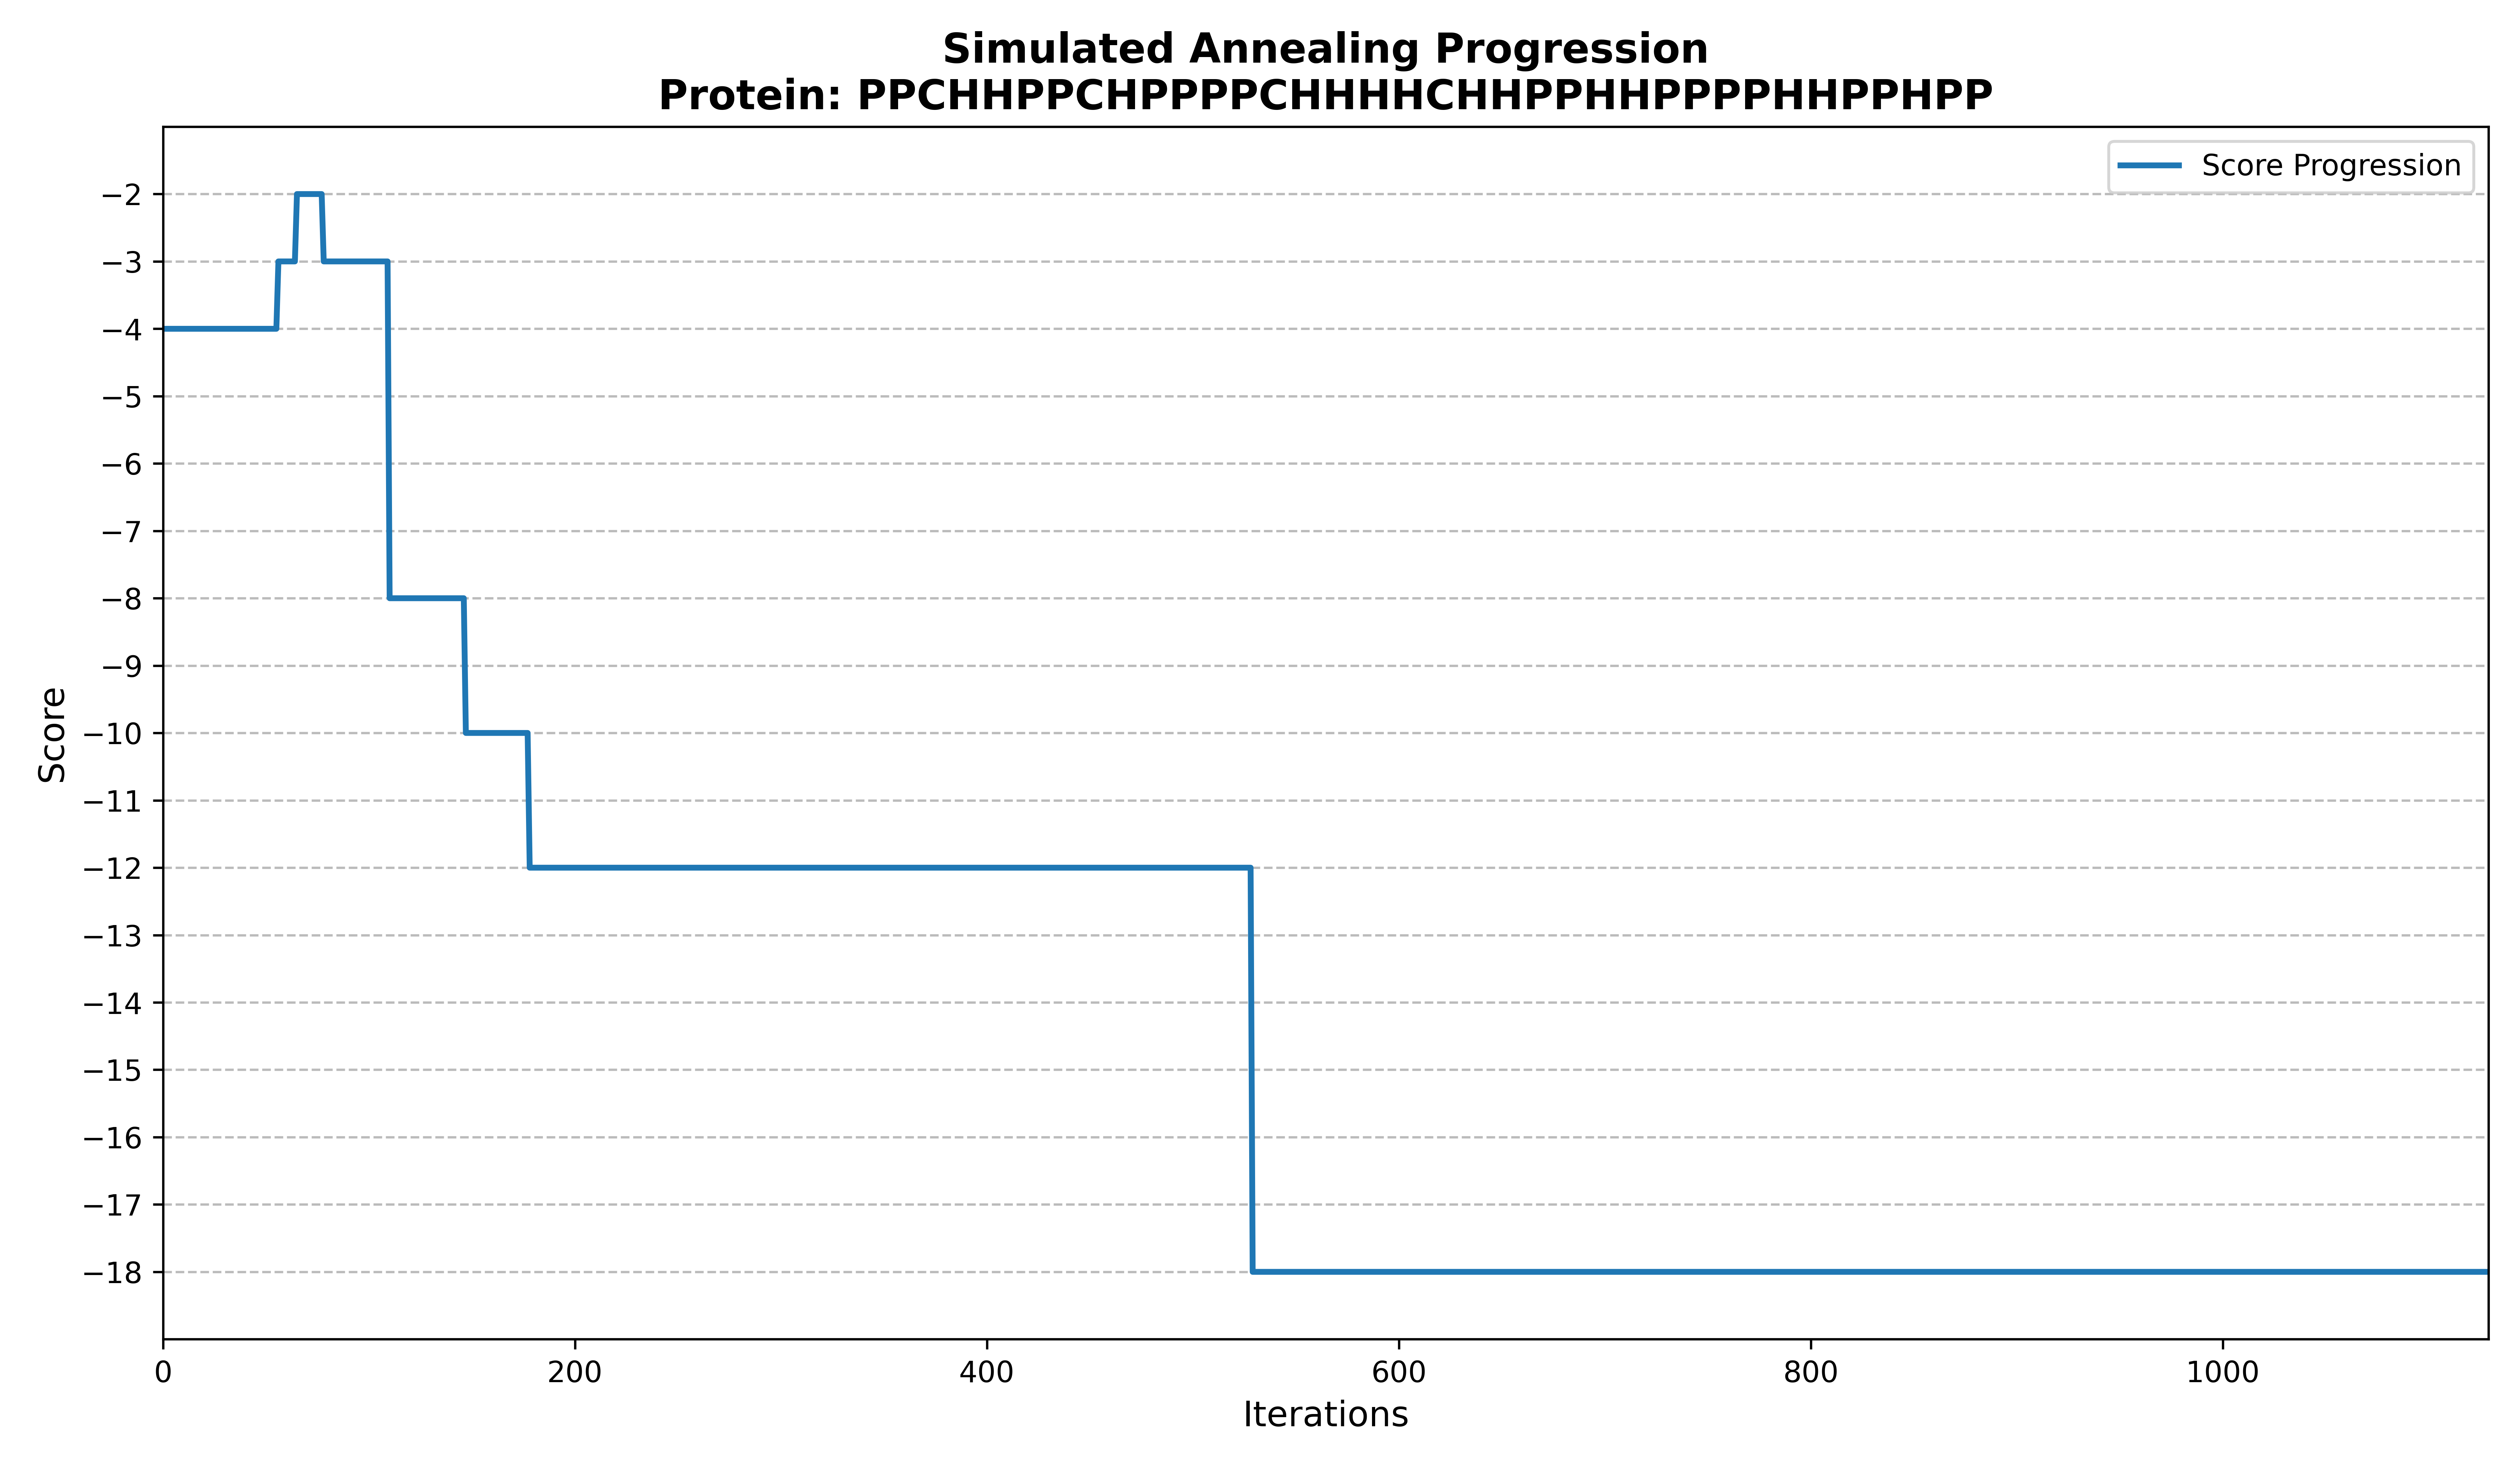 Simulated Annealing Progression
Protein: PPCHHPPCHPPPPCHHHHCHHPPHHPPPPHHPPHPP
Score Progression
−2
−3
−4
−5
−6
−7
−8
−9
−10
−11
−12
−13
−14
−15
−16
−17
−18
Score
0 200 400 600 800 1000
Iterations